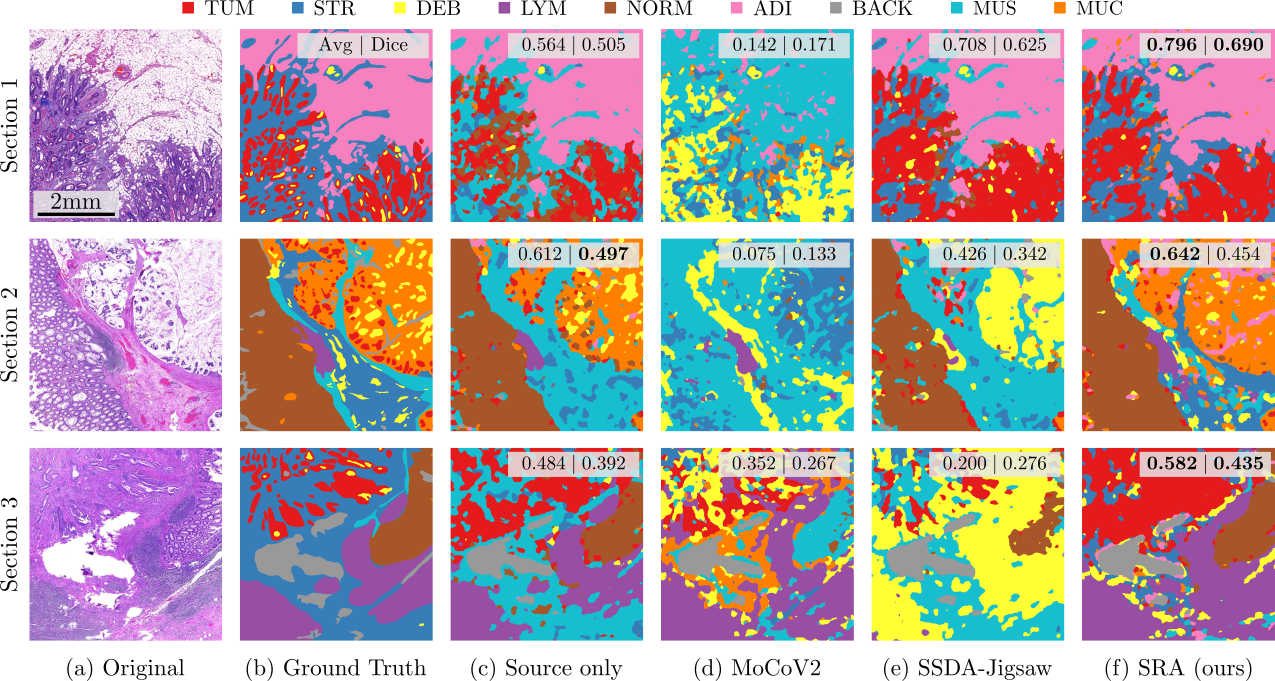 TUM STR DEB LYM NORM ADI BACK MUS MUC
Section 1
2mm
Avg | Dice
0.564 | 0.505
0.142 | 0.171
0.708 | 0.625
0.796 | 0.690
Section 2
0.612 | 0.497
0.075 | 0.133
0.426 | 0.342
0.642 | 0.454
Section 3
0.484 | 0.392
0.352 | 0.267
0.200 | 0.276
0.582 | 0.435
(a) Original
(b) Ground Truth
(c) Source only
(d) MoCoV2
(e) SSDA-Jigsaw
(f) SRA (ours)